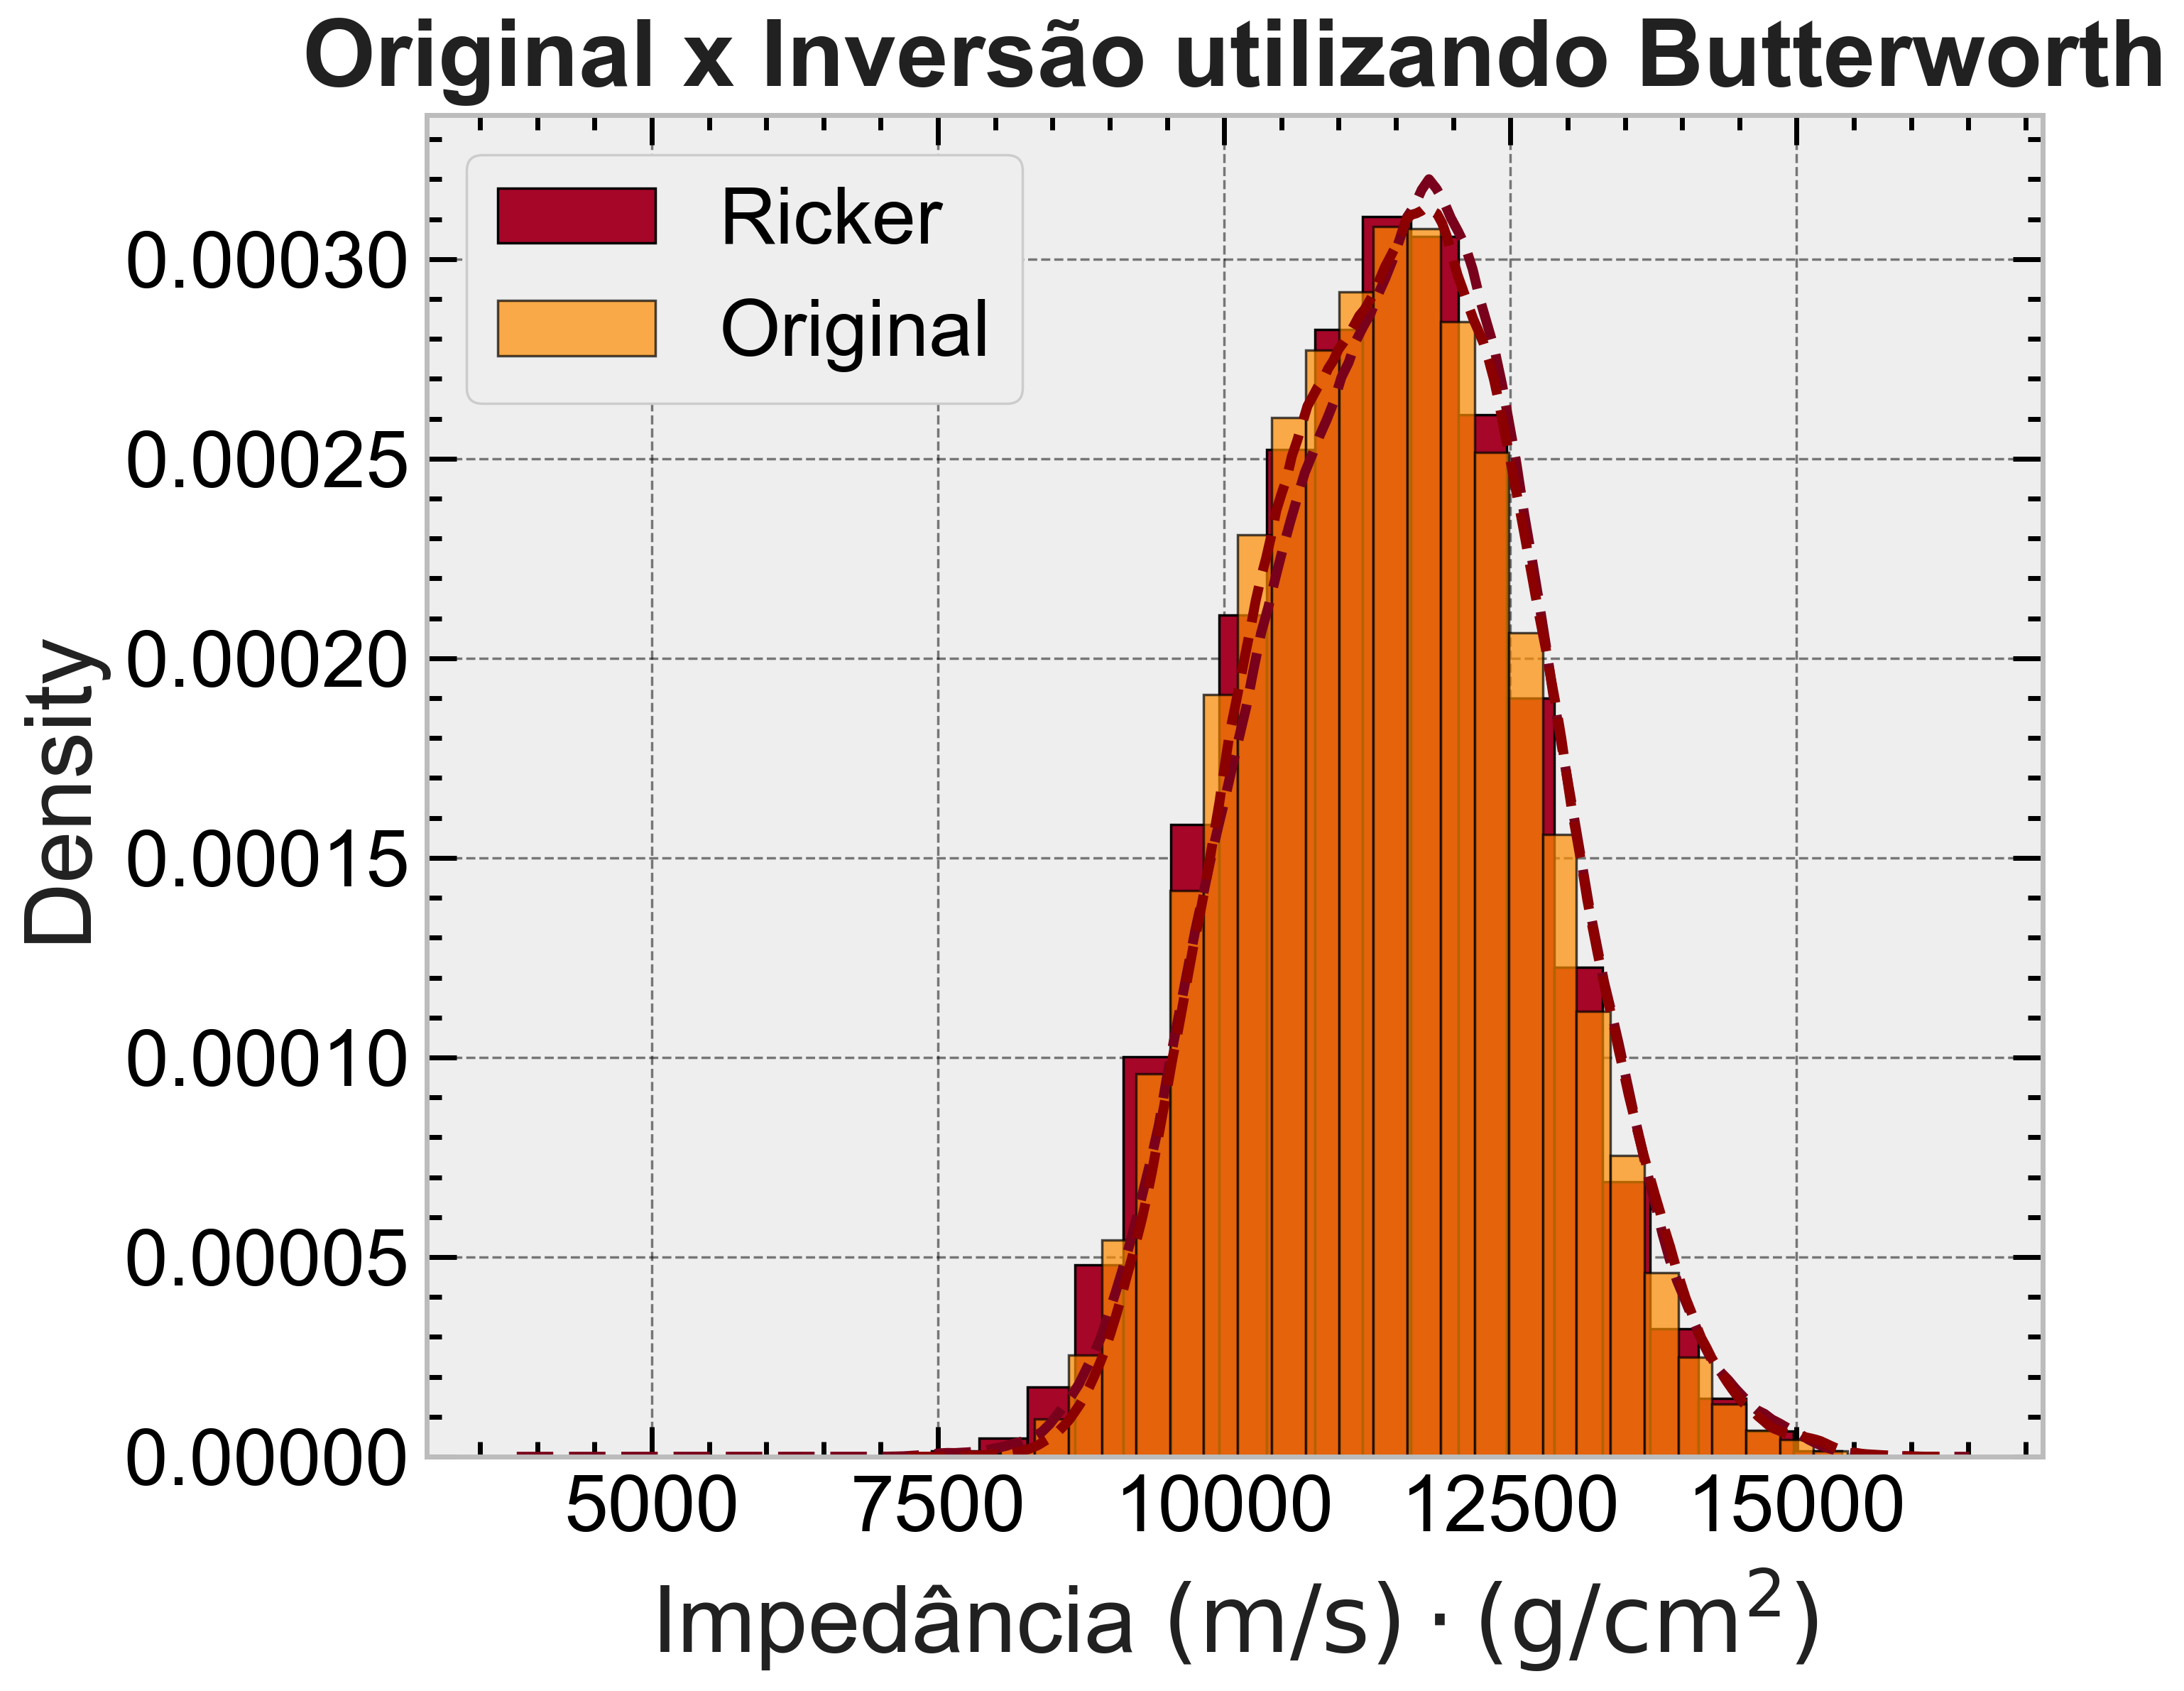 Original x Inversão utilizando Butterworth
Ricker
Original
Density
0.00030
0.00025
0.00020
0.00015
0.00010
0.00005
0.00000
5000 7500 10000 12500 15000
Impedância (m/s) · (g/cm²)